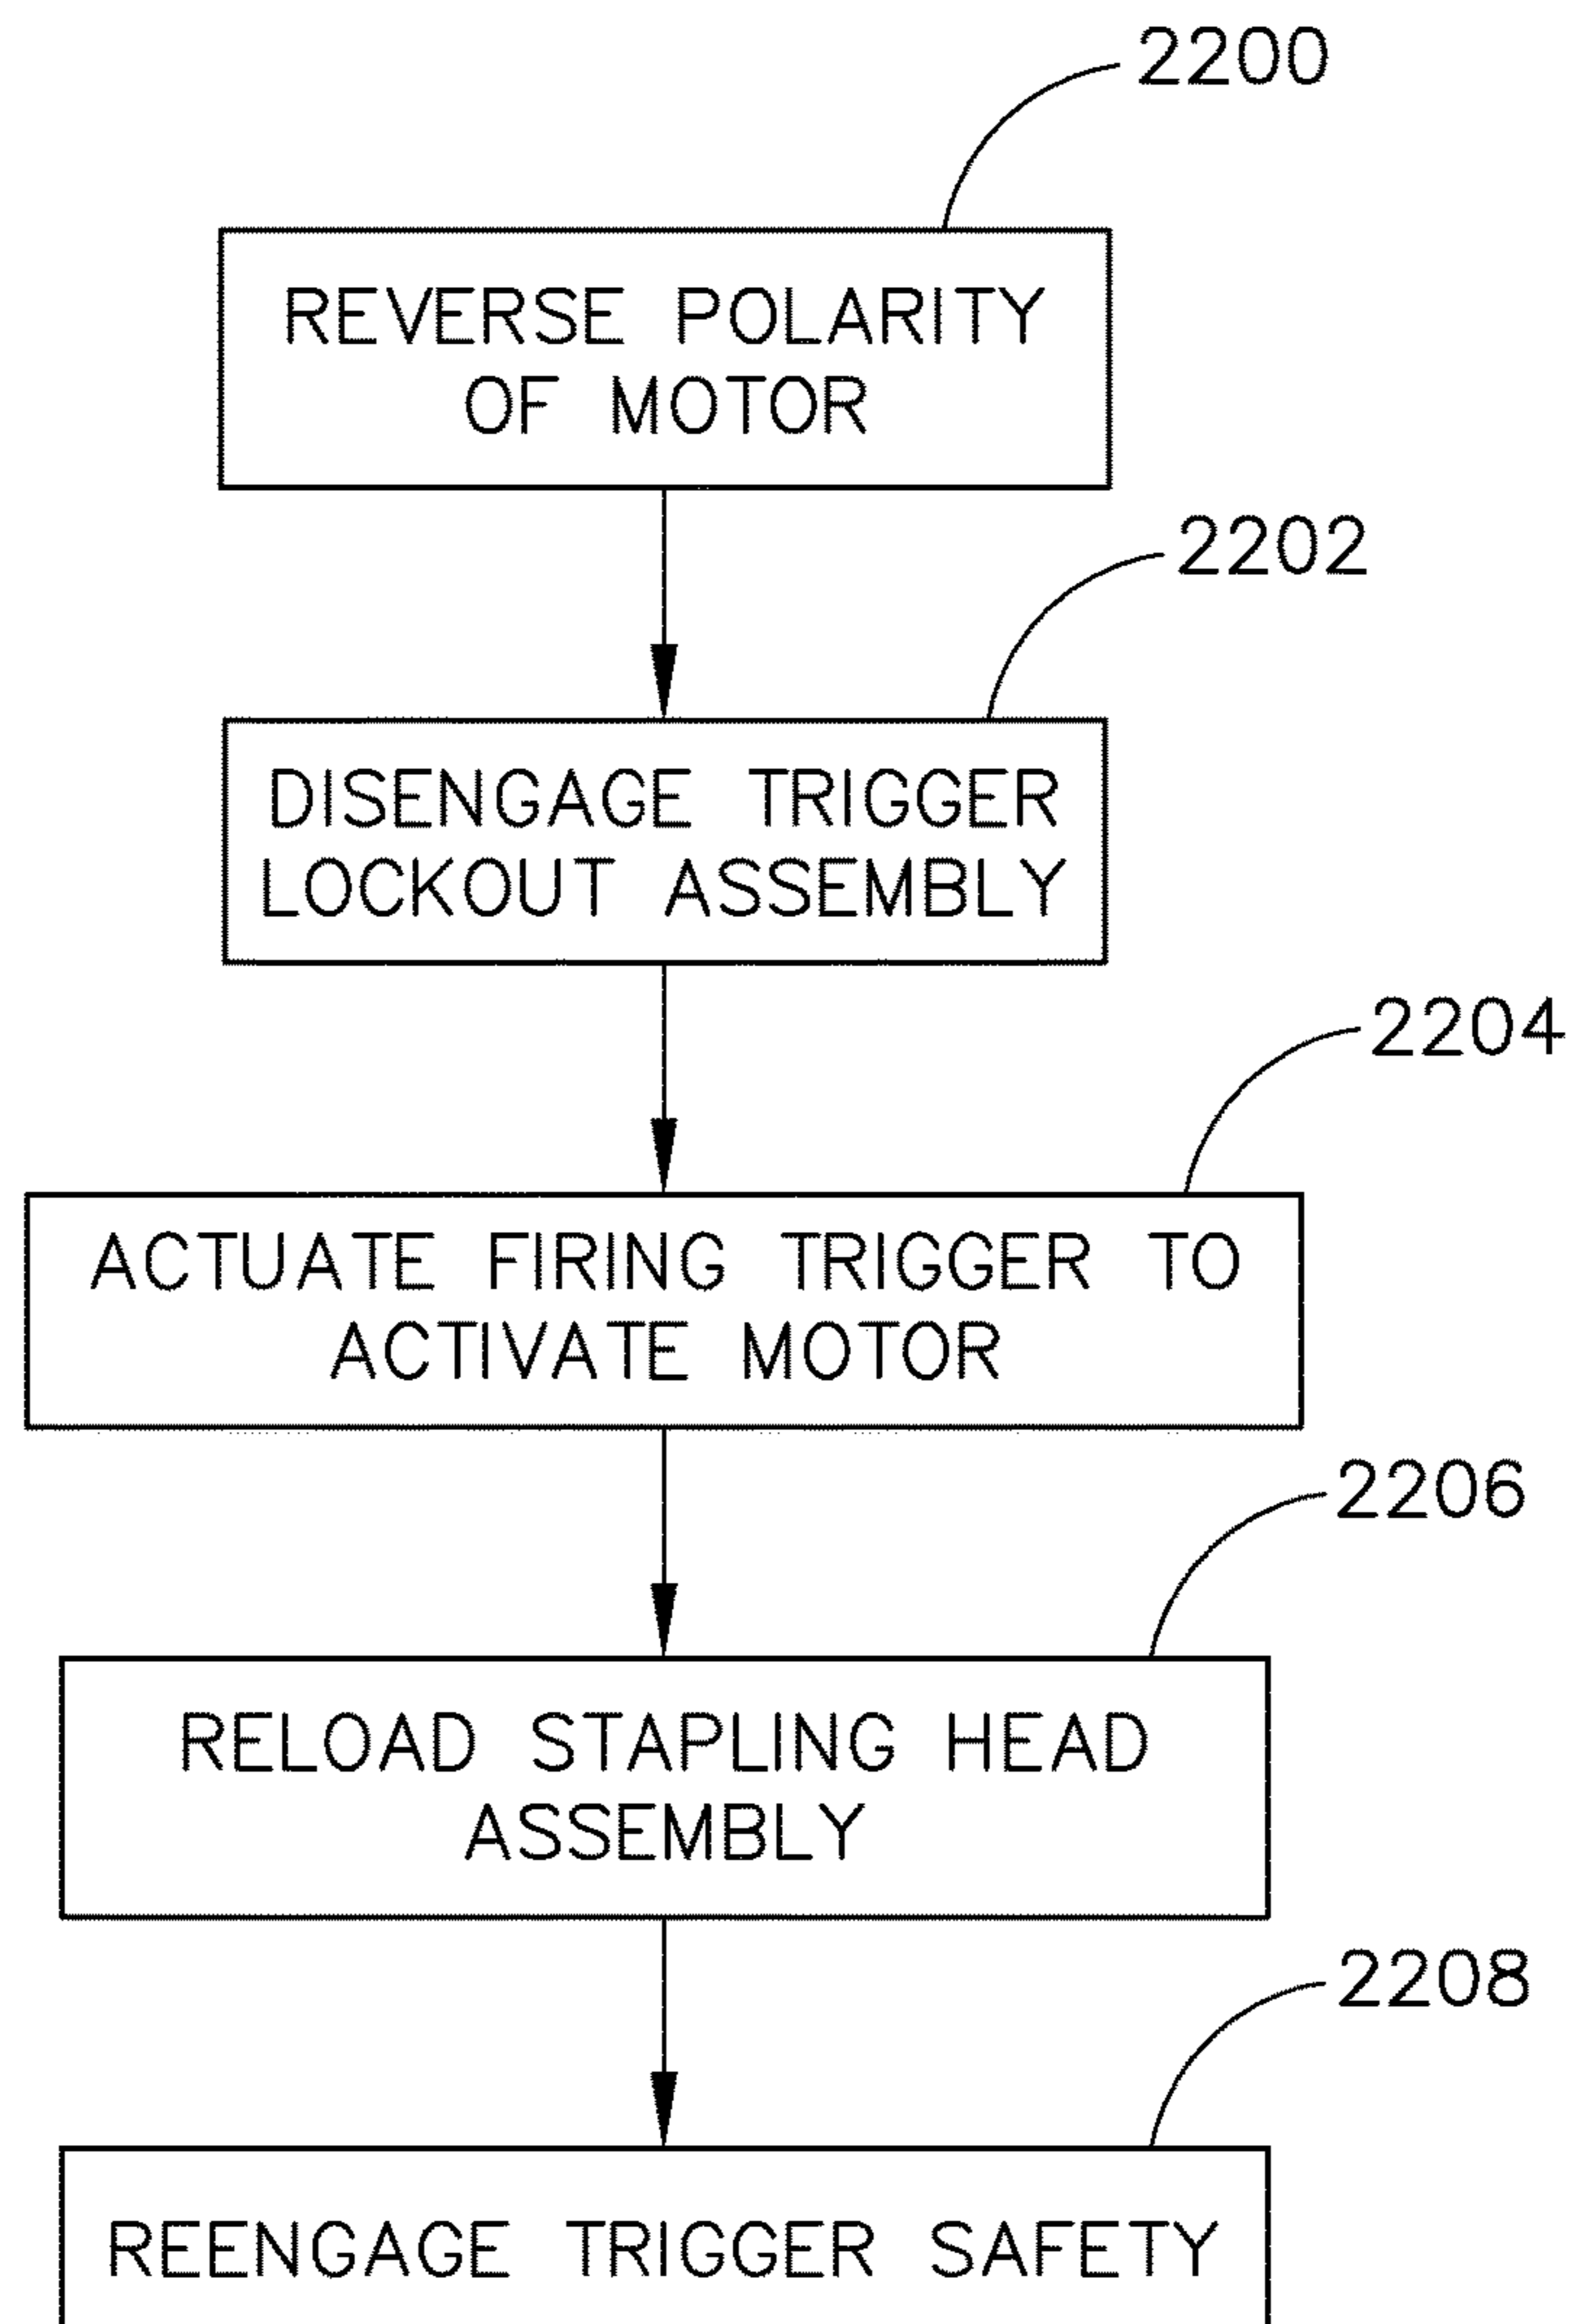 2200
REVERSE POLARITY
OF MOTOR
2202
DISENGAGE TRIGGER
LOCKOUT ASSEMBLY
2204
ACTUATE FIRING TRIGGER TO
ACTIVATE MOTOR
2206
RELOAD STAPLING HEAD
ASSEMBLY
2208
REENGAGE TRIGGER SAFETY